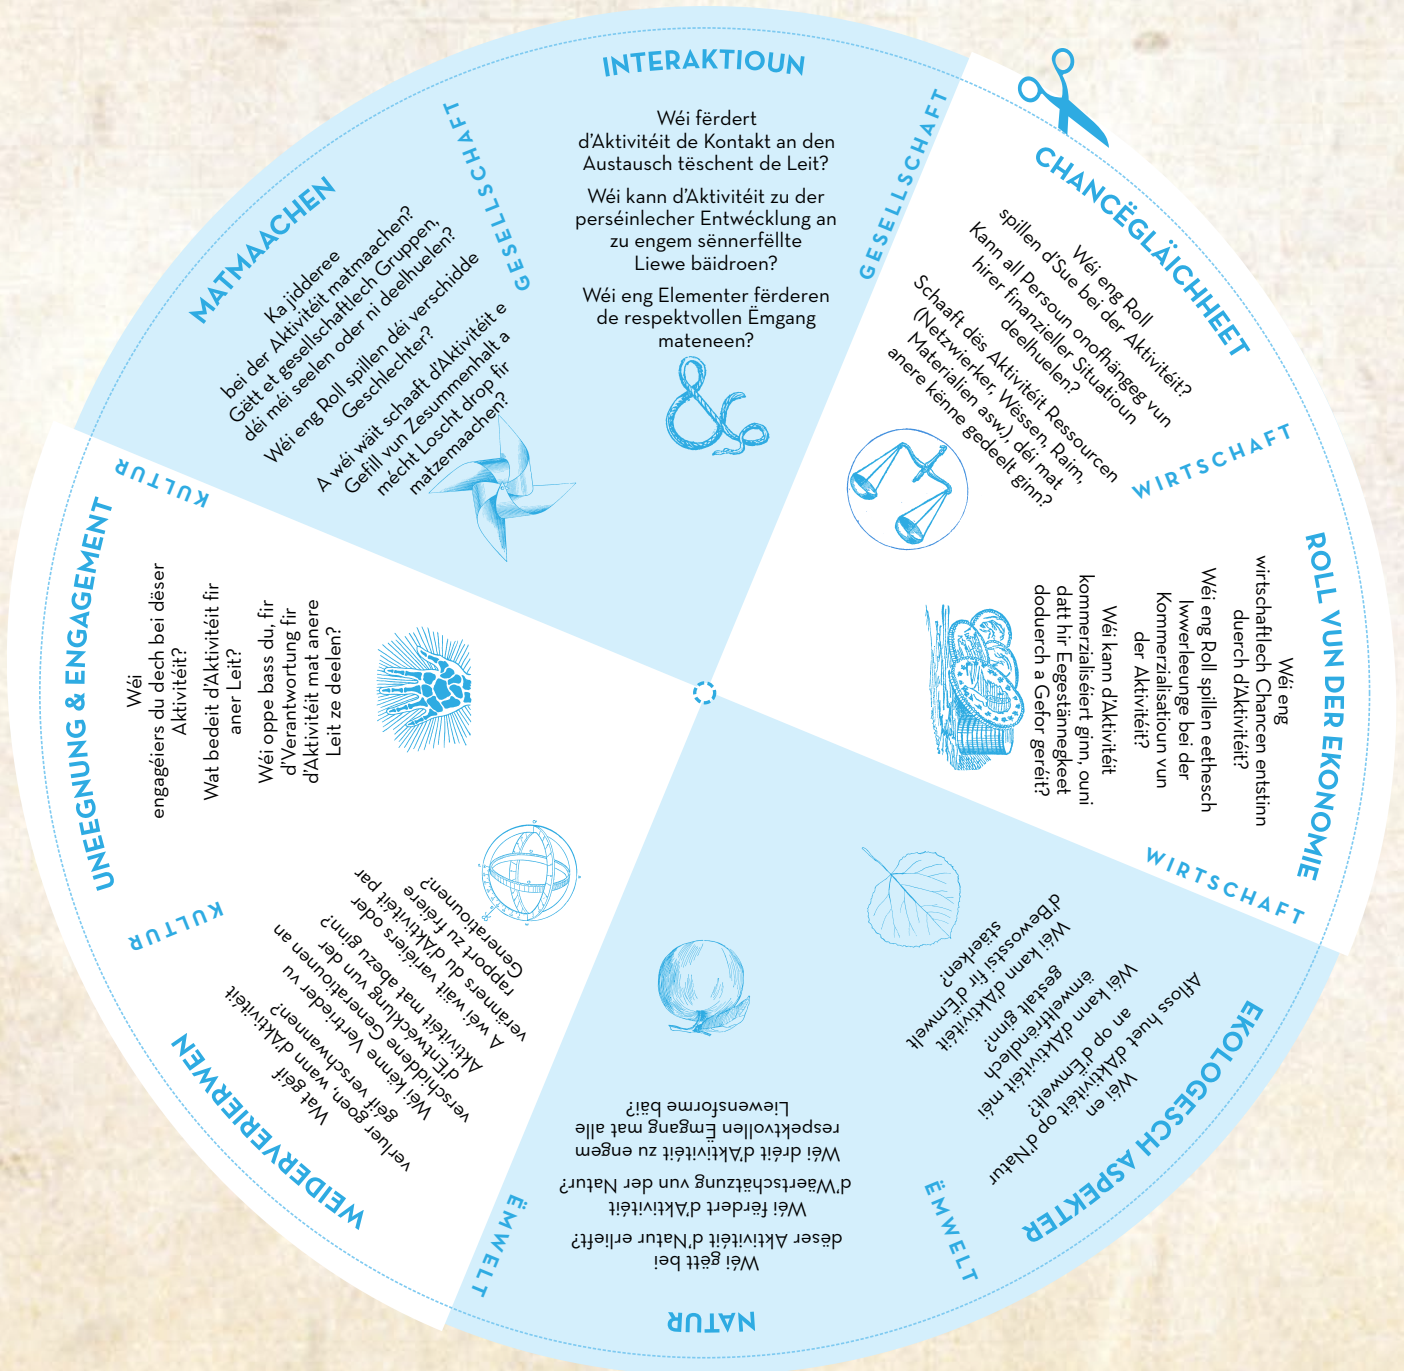 INTERAKTIOUN
Wéi fërdert
d'Aktivitéit de Kontakt an den
Austausch tëschent de Leit?
Wéi kann d'Aktivitéit zu der
perséinlecher Entwécklung an
zu engem sënnerfëllte
Liewe bäidroen?
Wéi eng Elementer fërderen
de respektvollen Ëmgang
mateneen?
GESELLSCHAFT
CHANCËGLÄICHHEET
Wéi eng Roll
spillen d'Sue bei der Aktivitéit?
Kann all Persoun onofhängeg vun
hirer finanzieller Situatioun
deelhuelen?
Schaaft dës Aktivitéit Ressourcen
(Netzwierker, Wëssen, Raim,
Materialien asw.), déi mat
anere kënne gedeelt ginn?
WIRTSCHAFT
ROLL VUN DER EKONOMIE
Wéi eng
wirtschaftlech Chancen entstinn
duerch d'Aktivitéit?
Wéi eng Roll spillen eethesch
Iwwerleeunge bei der
Kommerzialisatioun vun
der Aktivitéit?
Wéi kann d'Aktivitéit
kommerzialiséiert ginn, ouni
datt hir Eegestännegkeet
doduerch a Gefor geréit?
WIRTSCHAFT
EKOLOGESCH ASPEKTER
Wéi en
Afloss huet d'Aktivitéit op d'Natur
an op d'Ëmwelt?
Wéi kann d'Aktivitéit méi
ëmweltfrëndlech
gestalt ginn?
Wéi kann d'Aktivitéit
d'Bewosstsi fir d'Ëmwelt
stäerken?
ËMWELT
NATUR
Wéi gëtt bei
dëser Aktivitéit d'Natur erlieft?
Wéi fërdert d'Aktivitéit
d'Wäertschätzung vun der Natur?
Wéi dréit d'Aktivitéit zu engem
respektvollen Ëmgang mat alle
Liewensforme bäi?
ËMWELT
WEIDERVERIERWEN
Wat géif
verluer goen, wann d'Aktivitéit
géif verschwannen?
Wéi kënne Vertrieder vu
verschiddene Generatiounen an
d'Entwécklung vun der
Aktivitéit mat abezu ginn?
A wéi wäit variéiers oder
veränners du d'Aktivitéit par
rapport zu fréiere
Generatiounen?
KULTUR
UNEEGNUNG & ENGAGEMENT
Wéi
engagéiers du dech bei dëser
Aktivitéit?
Wat bedeit d'Aktivitéit fir
aner Leit?
Wéi oppe bass du, fir
d'Verantwortung fir
d'Aktivitéit mat anere
Leit ze deelen?
KULTUR
MATMAACHEN
Ka jidderee
bei der Aktivitéit matmaachen?
Gëtt et gesellschaftlech Gruppen,
déi méi seelen oder ni deelhuelen?
Wéi eng Roll spillen déi verschidde
Geschlechter?
A wéi wäit schaaft d'Aktivitéit e
Gefill vun Zesummenhalt a
mécht Loscht drop fir
matzemaachen?
GESELLSCHAFT